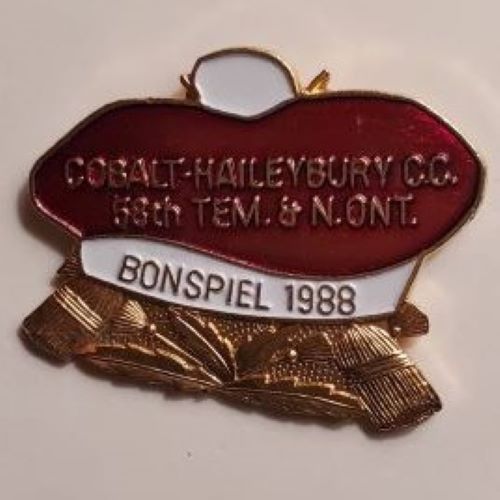 COBALT-HAILEYBURY C.C.
58th TEM. & N.ONT.
BONSPIEL 1988